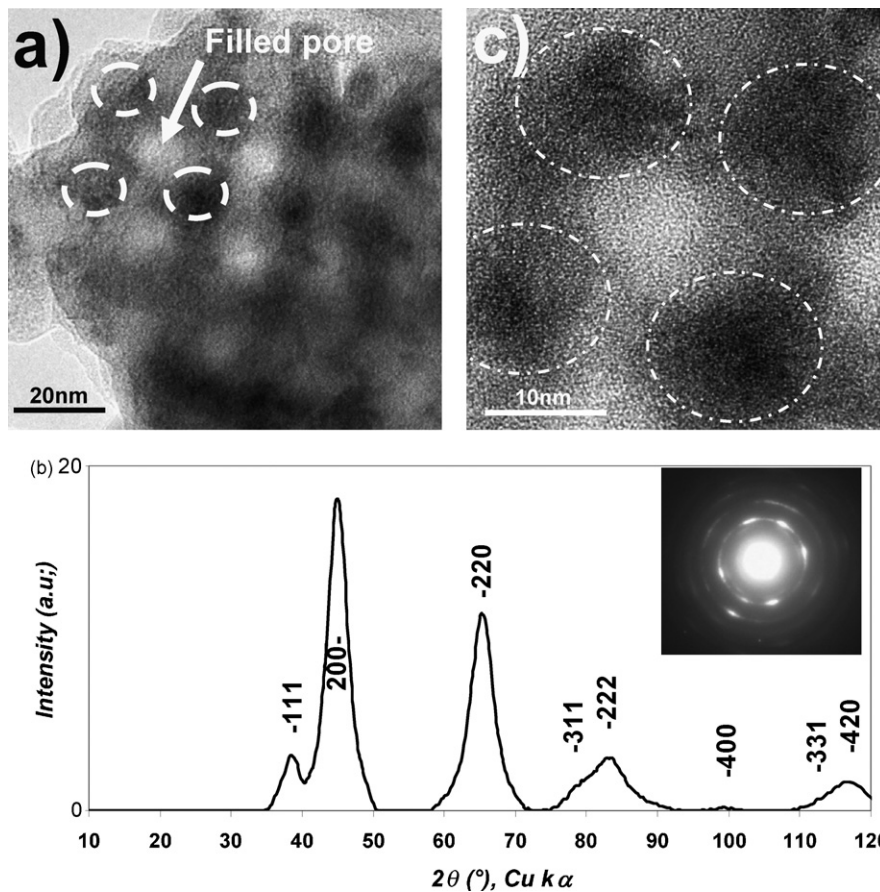 a)
Filled pore
20nm
c)
10nm
(b)
20
Intensity (a.u;)
0
-111
200-
-220
-311
-222
-400
-331
-420
10 20 30 40 50 60 70 80 90 100 110 120
2θ (°), Cu k α